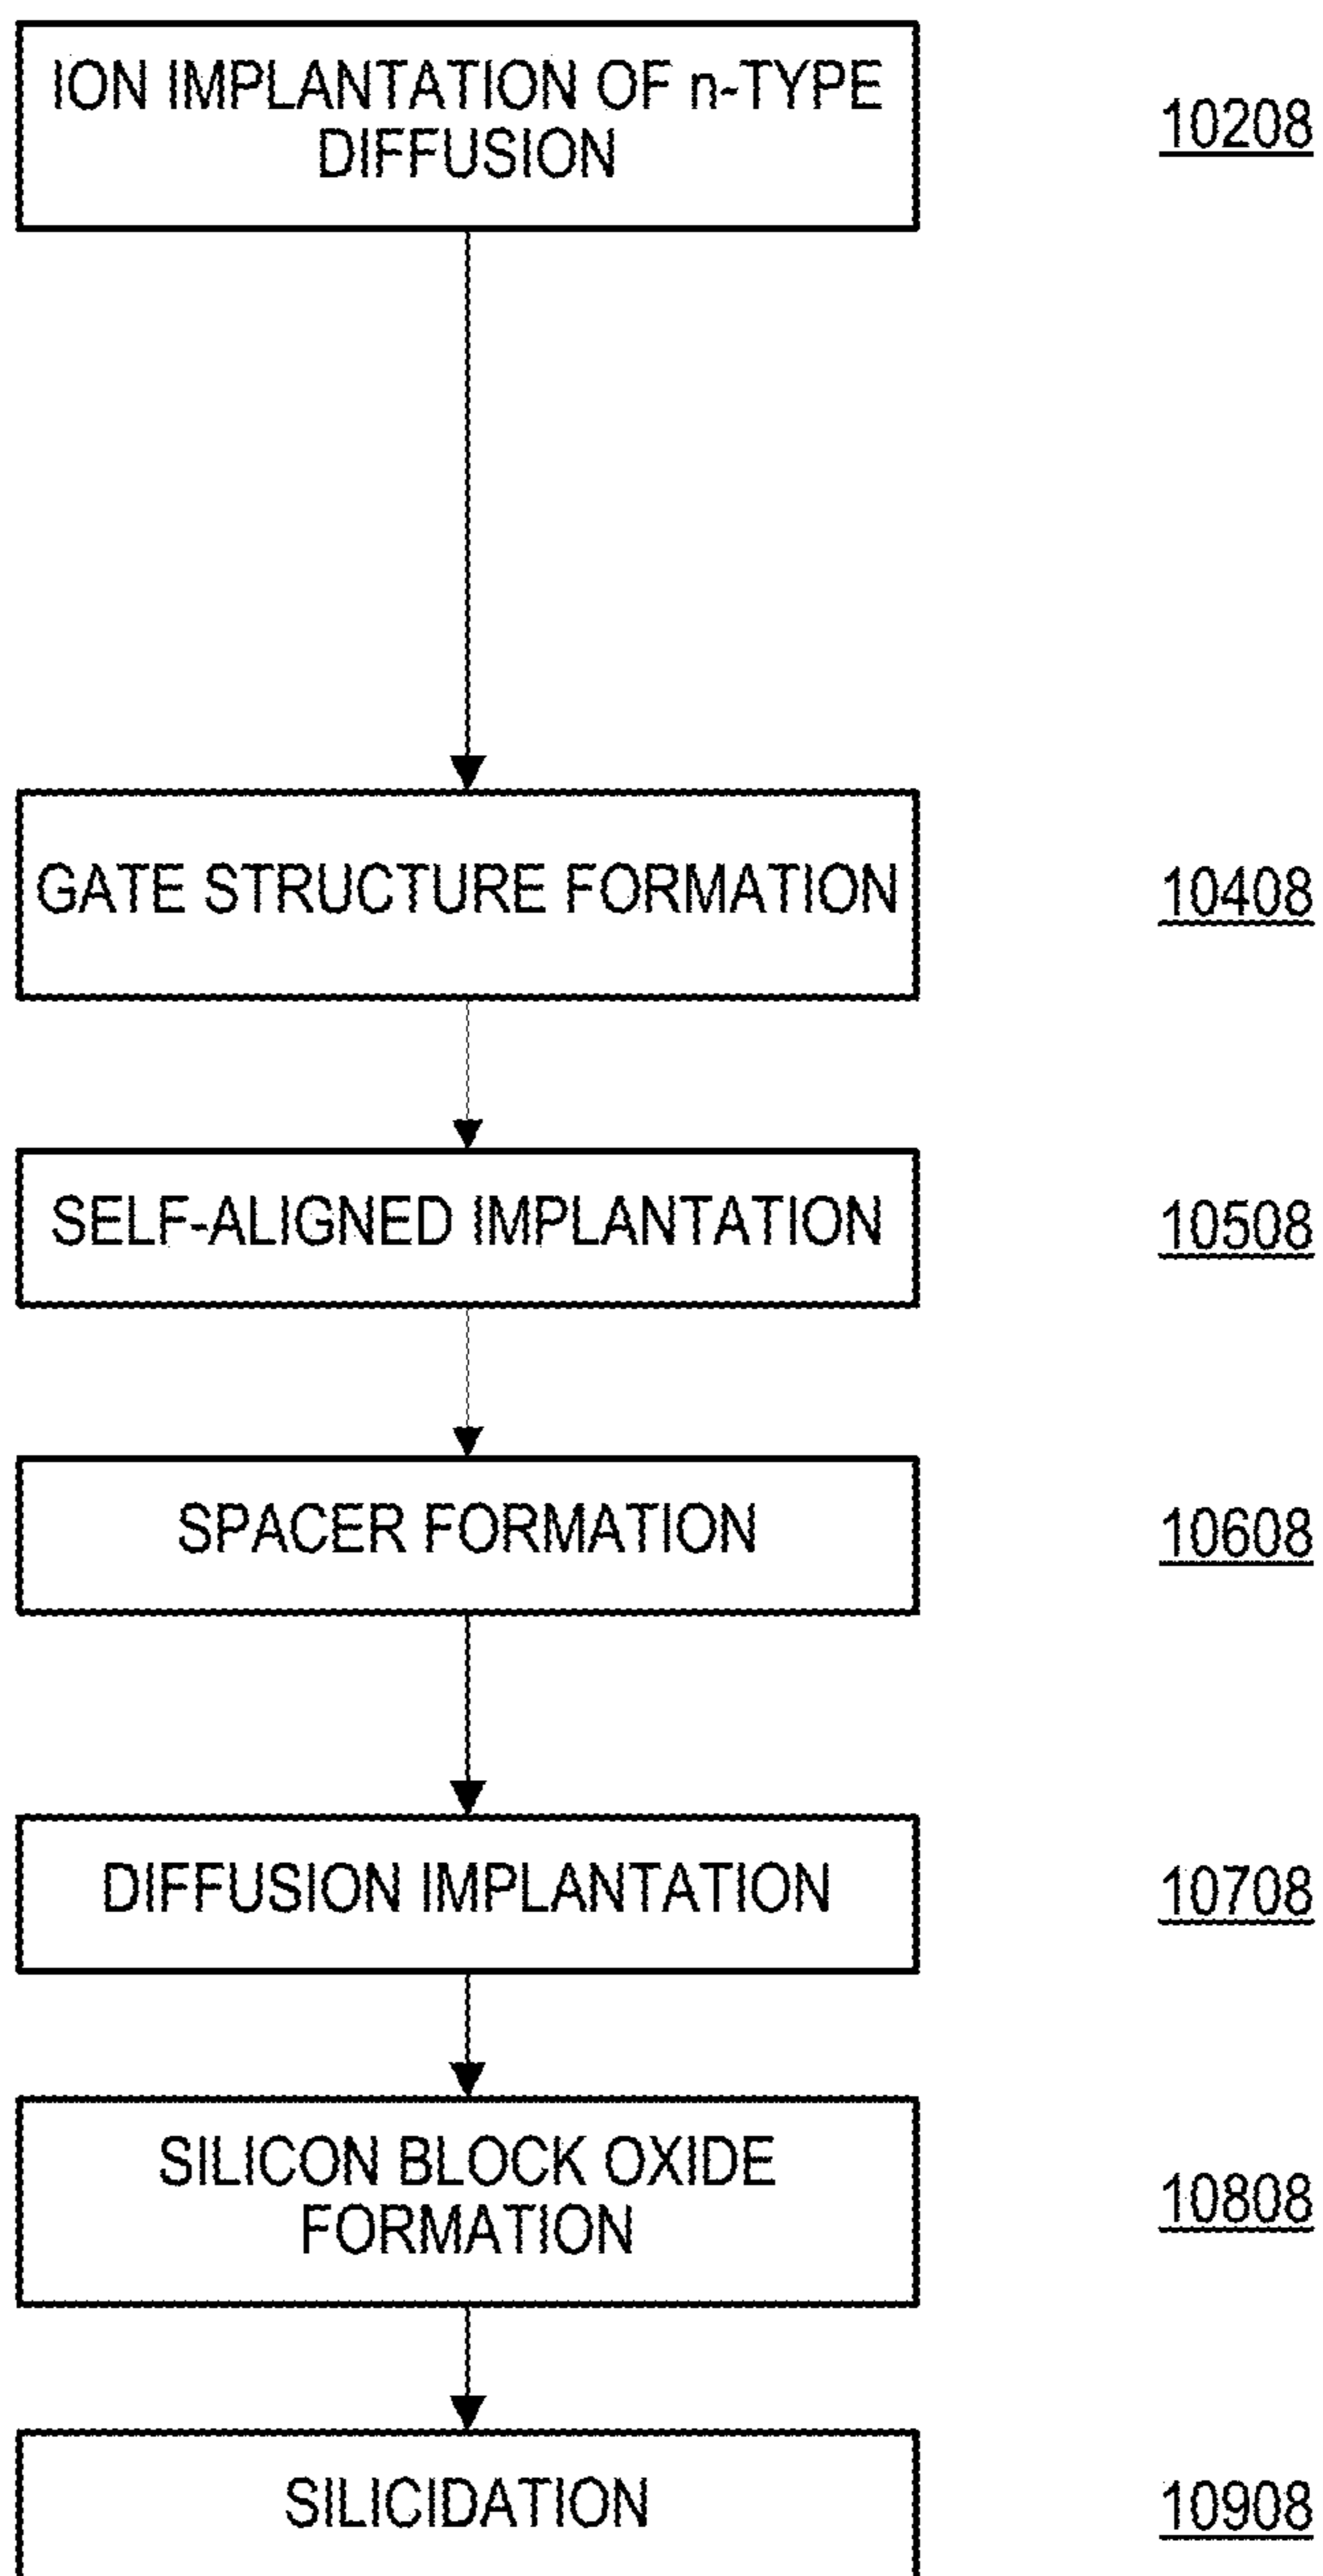 ION IMPLANTATION OF n-TYPE
DIFFUSION
10208
GATE STRUCTURE FORMATION
10408
SELF-ALIGNED IMPLANTATION
10508
SPACER FORMATION
10608
DIFFUSION IMPLANTATION
10708
SILICON BLOCK OXIDE
FORMATION
10808
SILICIDATION
10908